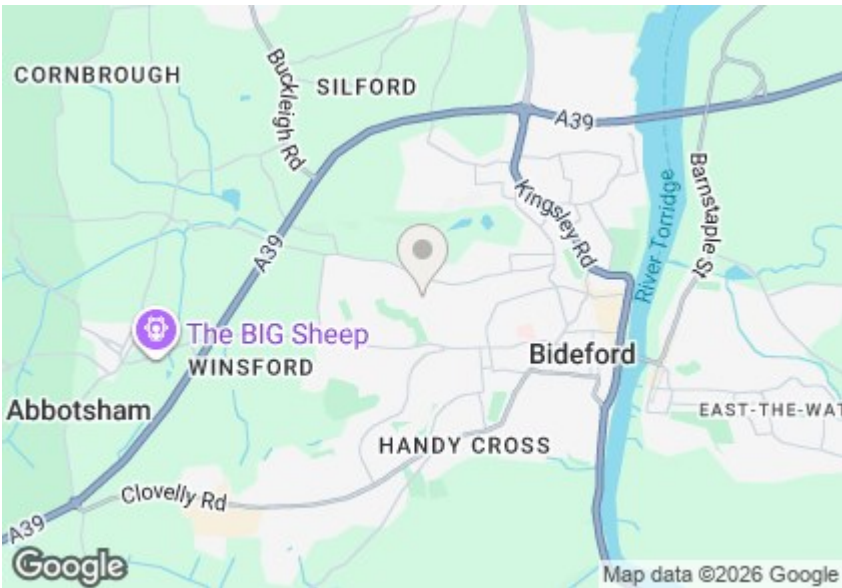 CORNBROUGH
Buckleigh Rd
SILFORD
A39
Kingsley Rd
Barnstaple St
River Torridge
A39
The BIG Sheep
WINSFORD
Bideford
Abbotsham
EAST-THE-WAT
HANDY CROSS
Clovelly Rd
A39
Google
Map data ©2026 Google